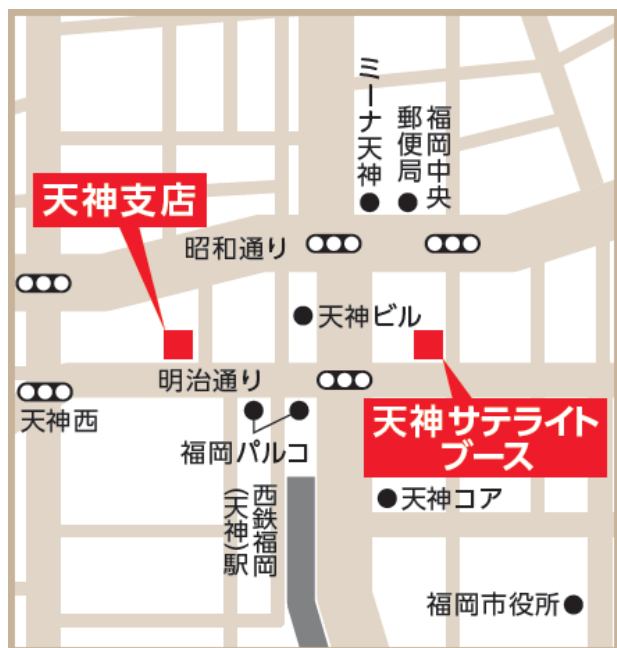 ミーナ天神
福岡中央
郵便局
天神支店
昭和通り
天神ビル
明治通り
天神西
天神サテライト
ブース
福岡パルコ
西鉄福岡
(天神)駅
天神コア
福岡市役所